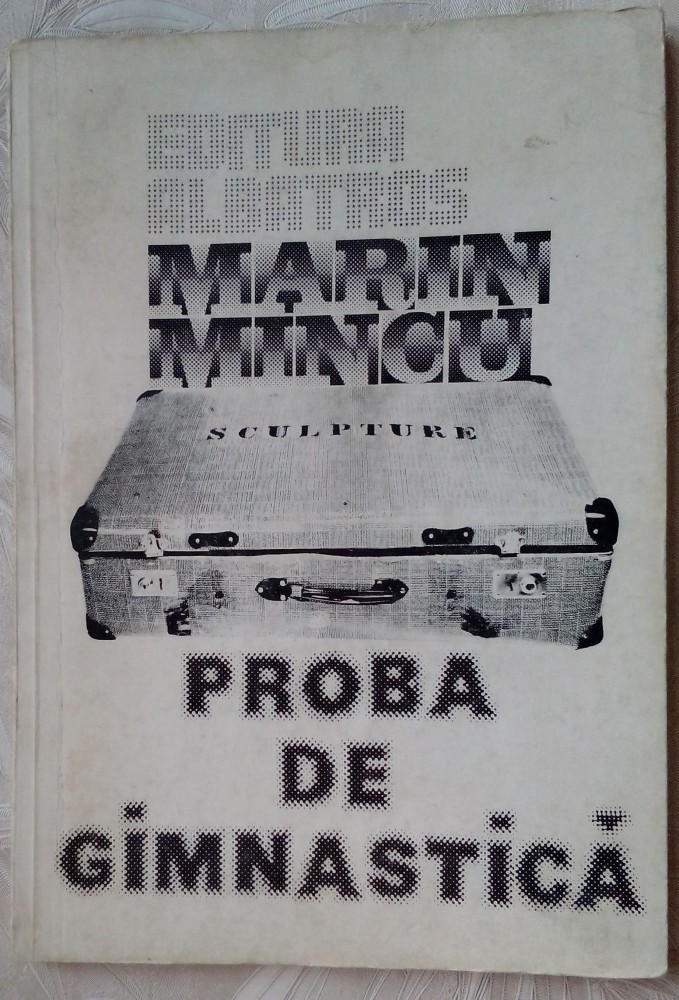 EDITURA
ALBATROS
MARIN
MINCU
SCULPTURE
PROBA
DE
GiMNASTiCĂ